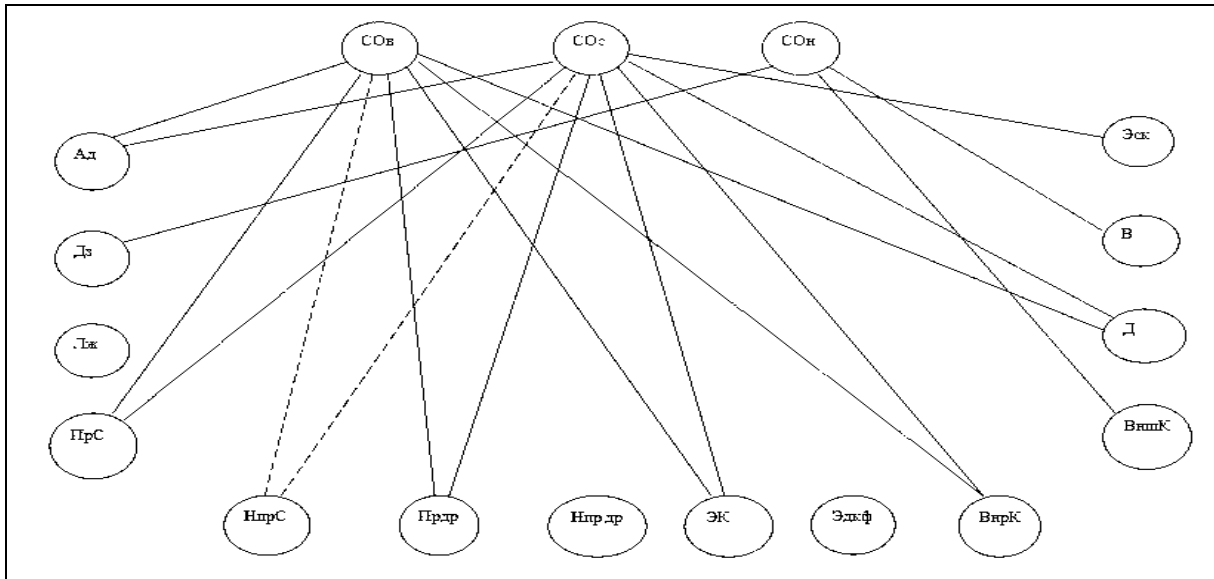 СОв
СОс
СОн
Ад
Эск
Дз
В
Лж
Д
ПрС
ВншК
НпрС
Прдр
Нпрдр
ЭК
Эдкф
ВнрК